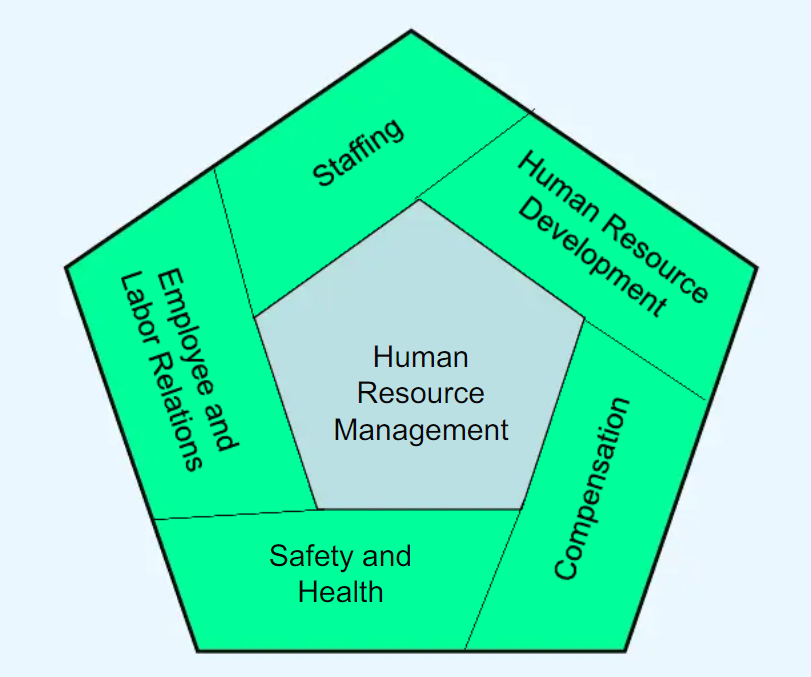 Staffing
Human Resource
Development
Employee and
Labor Relations
Human
Resource
Management
Compensation
Safety and
Health